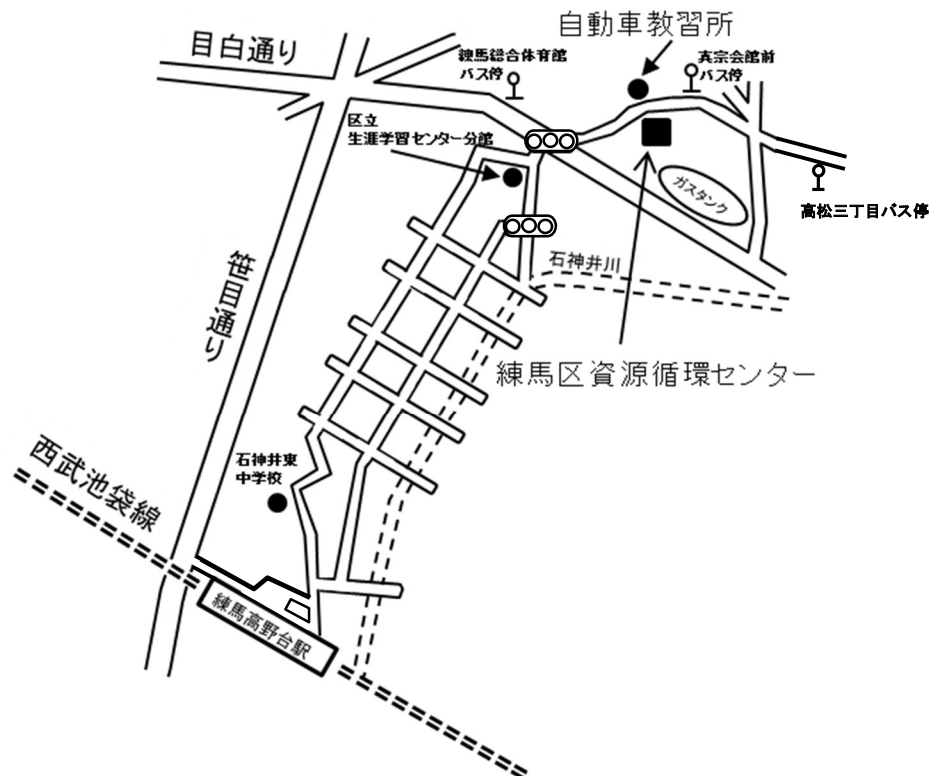 自動車教習所
目白通り
練馬総合体育館
バス停
真宗会館前
バス停
区立
生涯学習センター分館
ガスタンク
高松三丁目バス停
石神井川
笹目通り
練馬区資源循環センター
西武池袋線
石神井東
中学校
練馬高野台駅